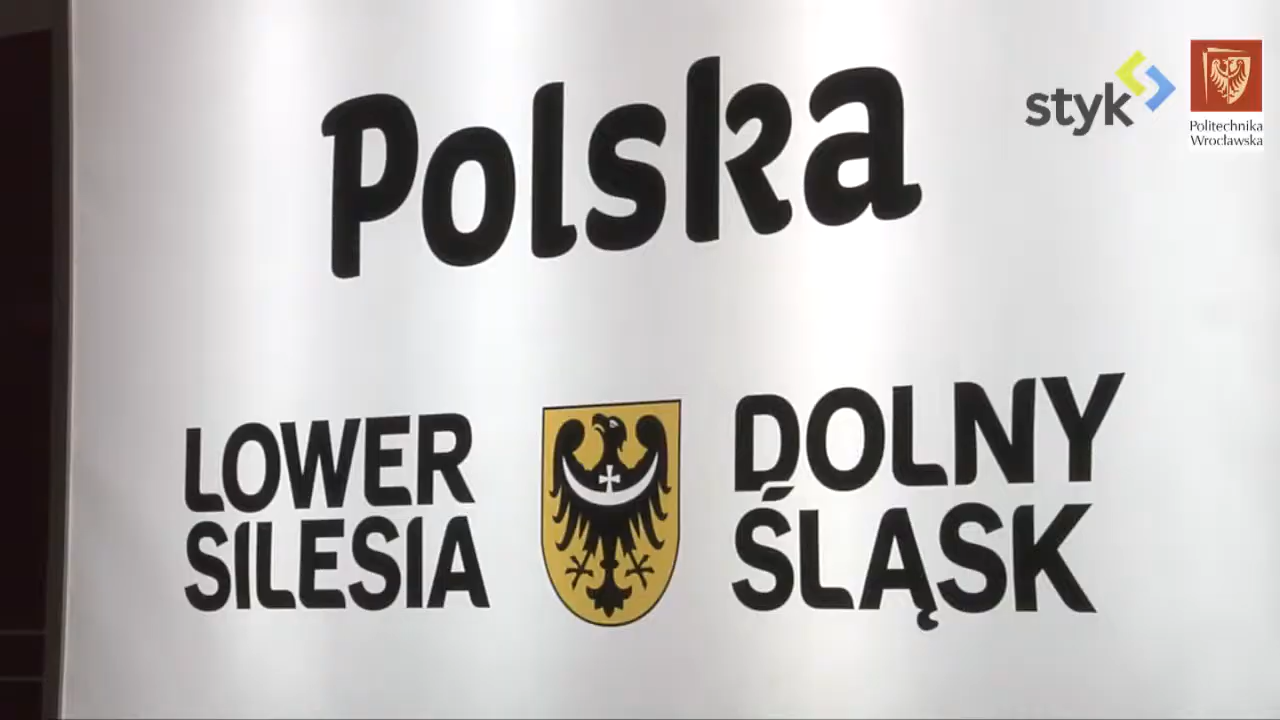 Polska
styk
Politechnika
Wrocławska
LOWER
SILESIA
DOLNY
ŚLĄSK